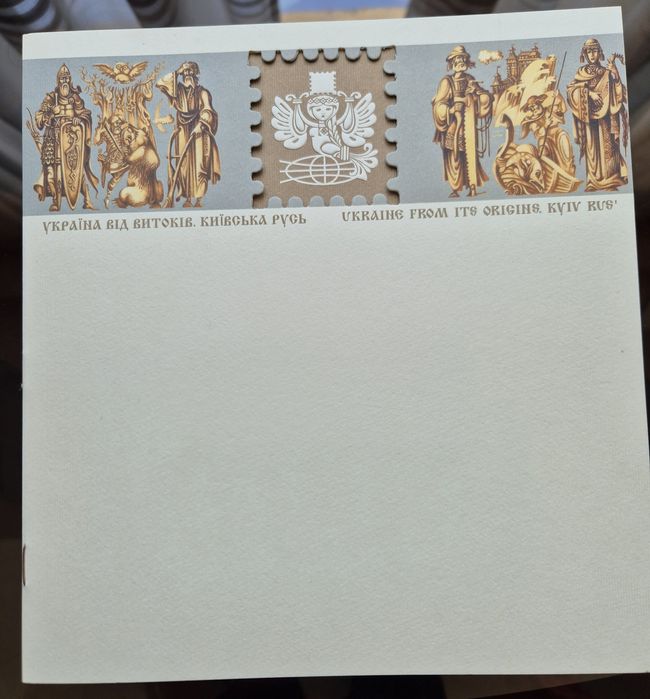 УКРАЇНА ВІД ВИТОКІВ. КИЇВСЬКА РУСЬ
UKRAINE FROM ITS ORIGINS. KYIV RUS'